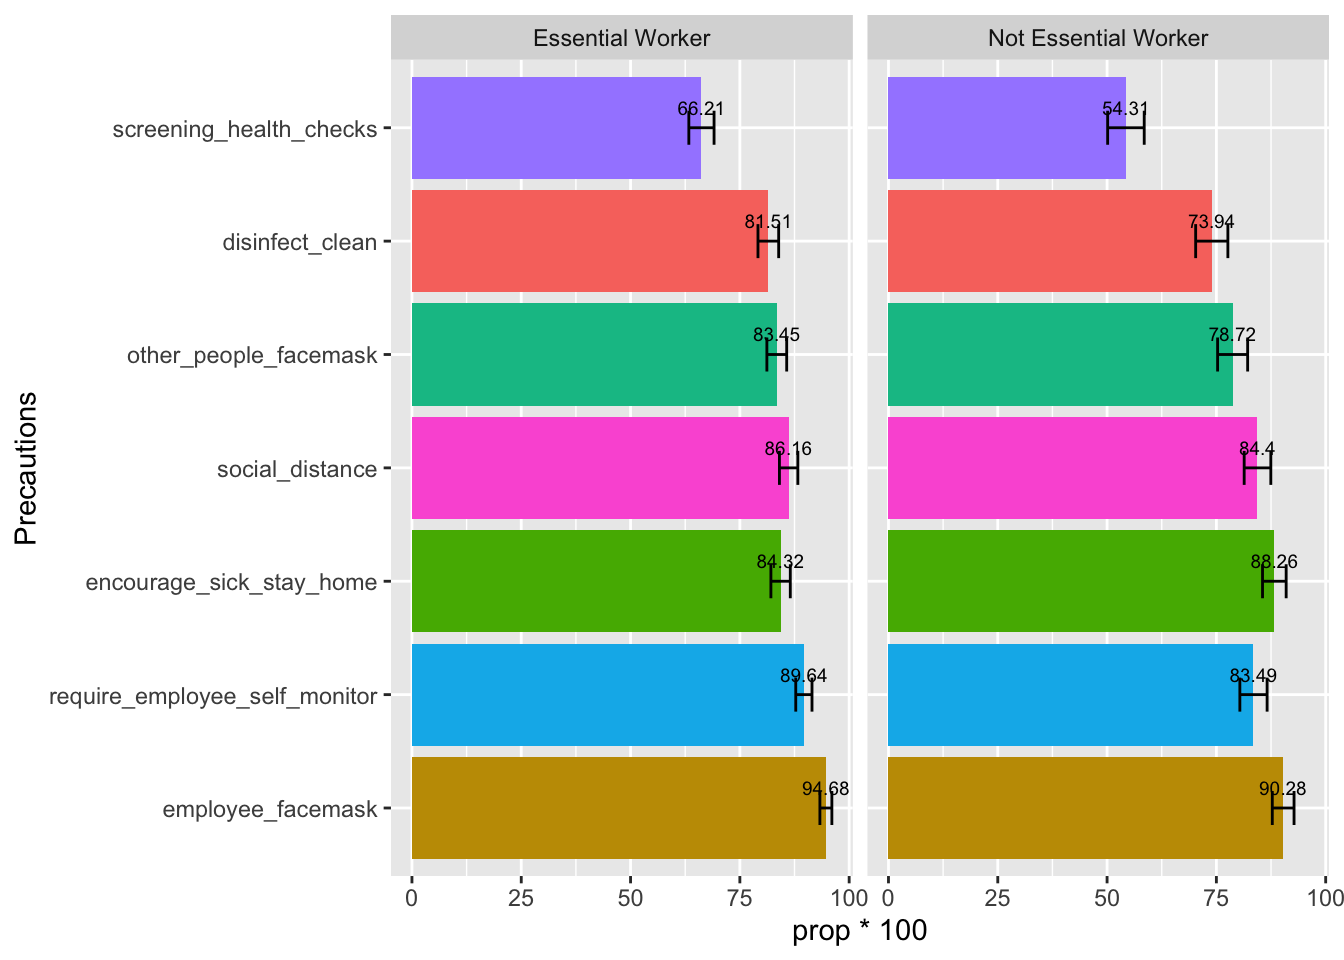 Essential Worker
Not Essential Worker
screening_health_checks
66.21
54.31
disinfect_clean
81.51
73.94
other_people_facemask
83.45
78.72
social_distance
86.16
84.4
encourage_sick_stay_home
84.32
88.26
require_employee_self_monitor
89.64
83.49
employee_facemask
94.68
90.28
Precautions
0 25 50 75 100 0 25 50 75 100
prop * 100